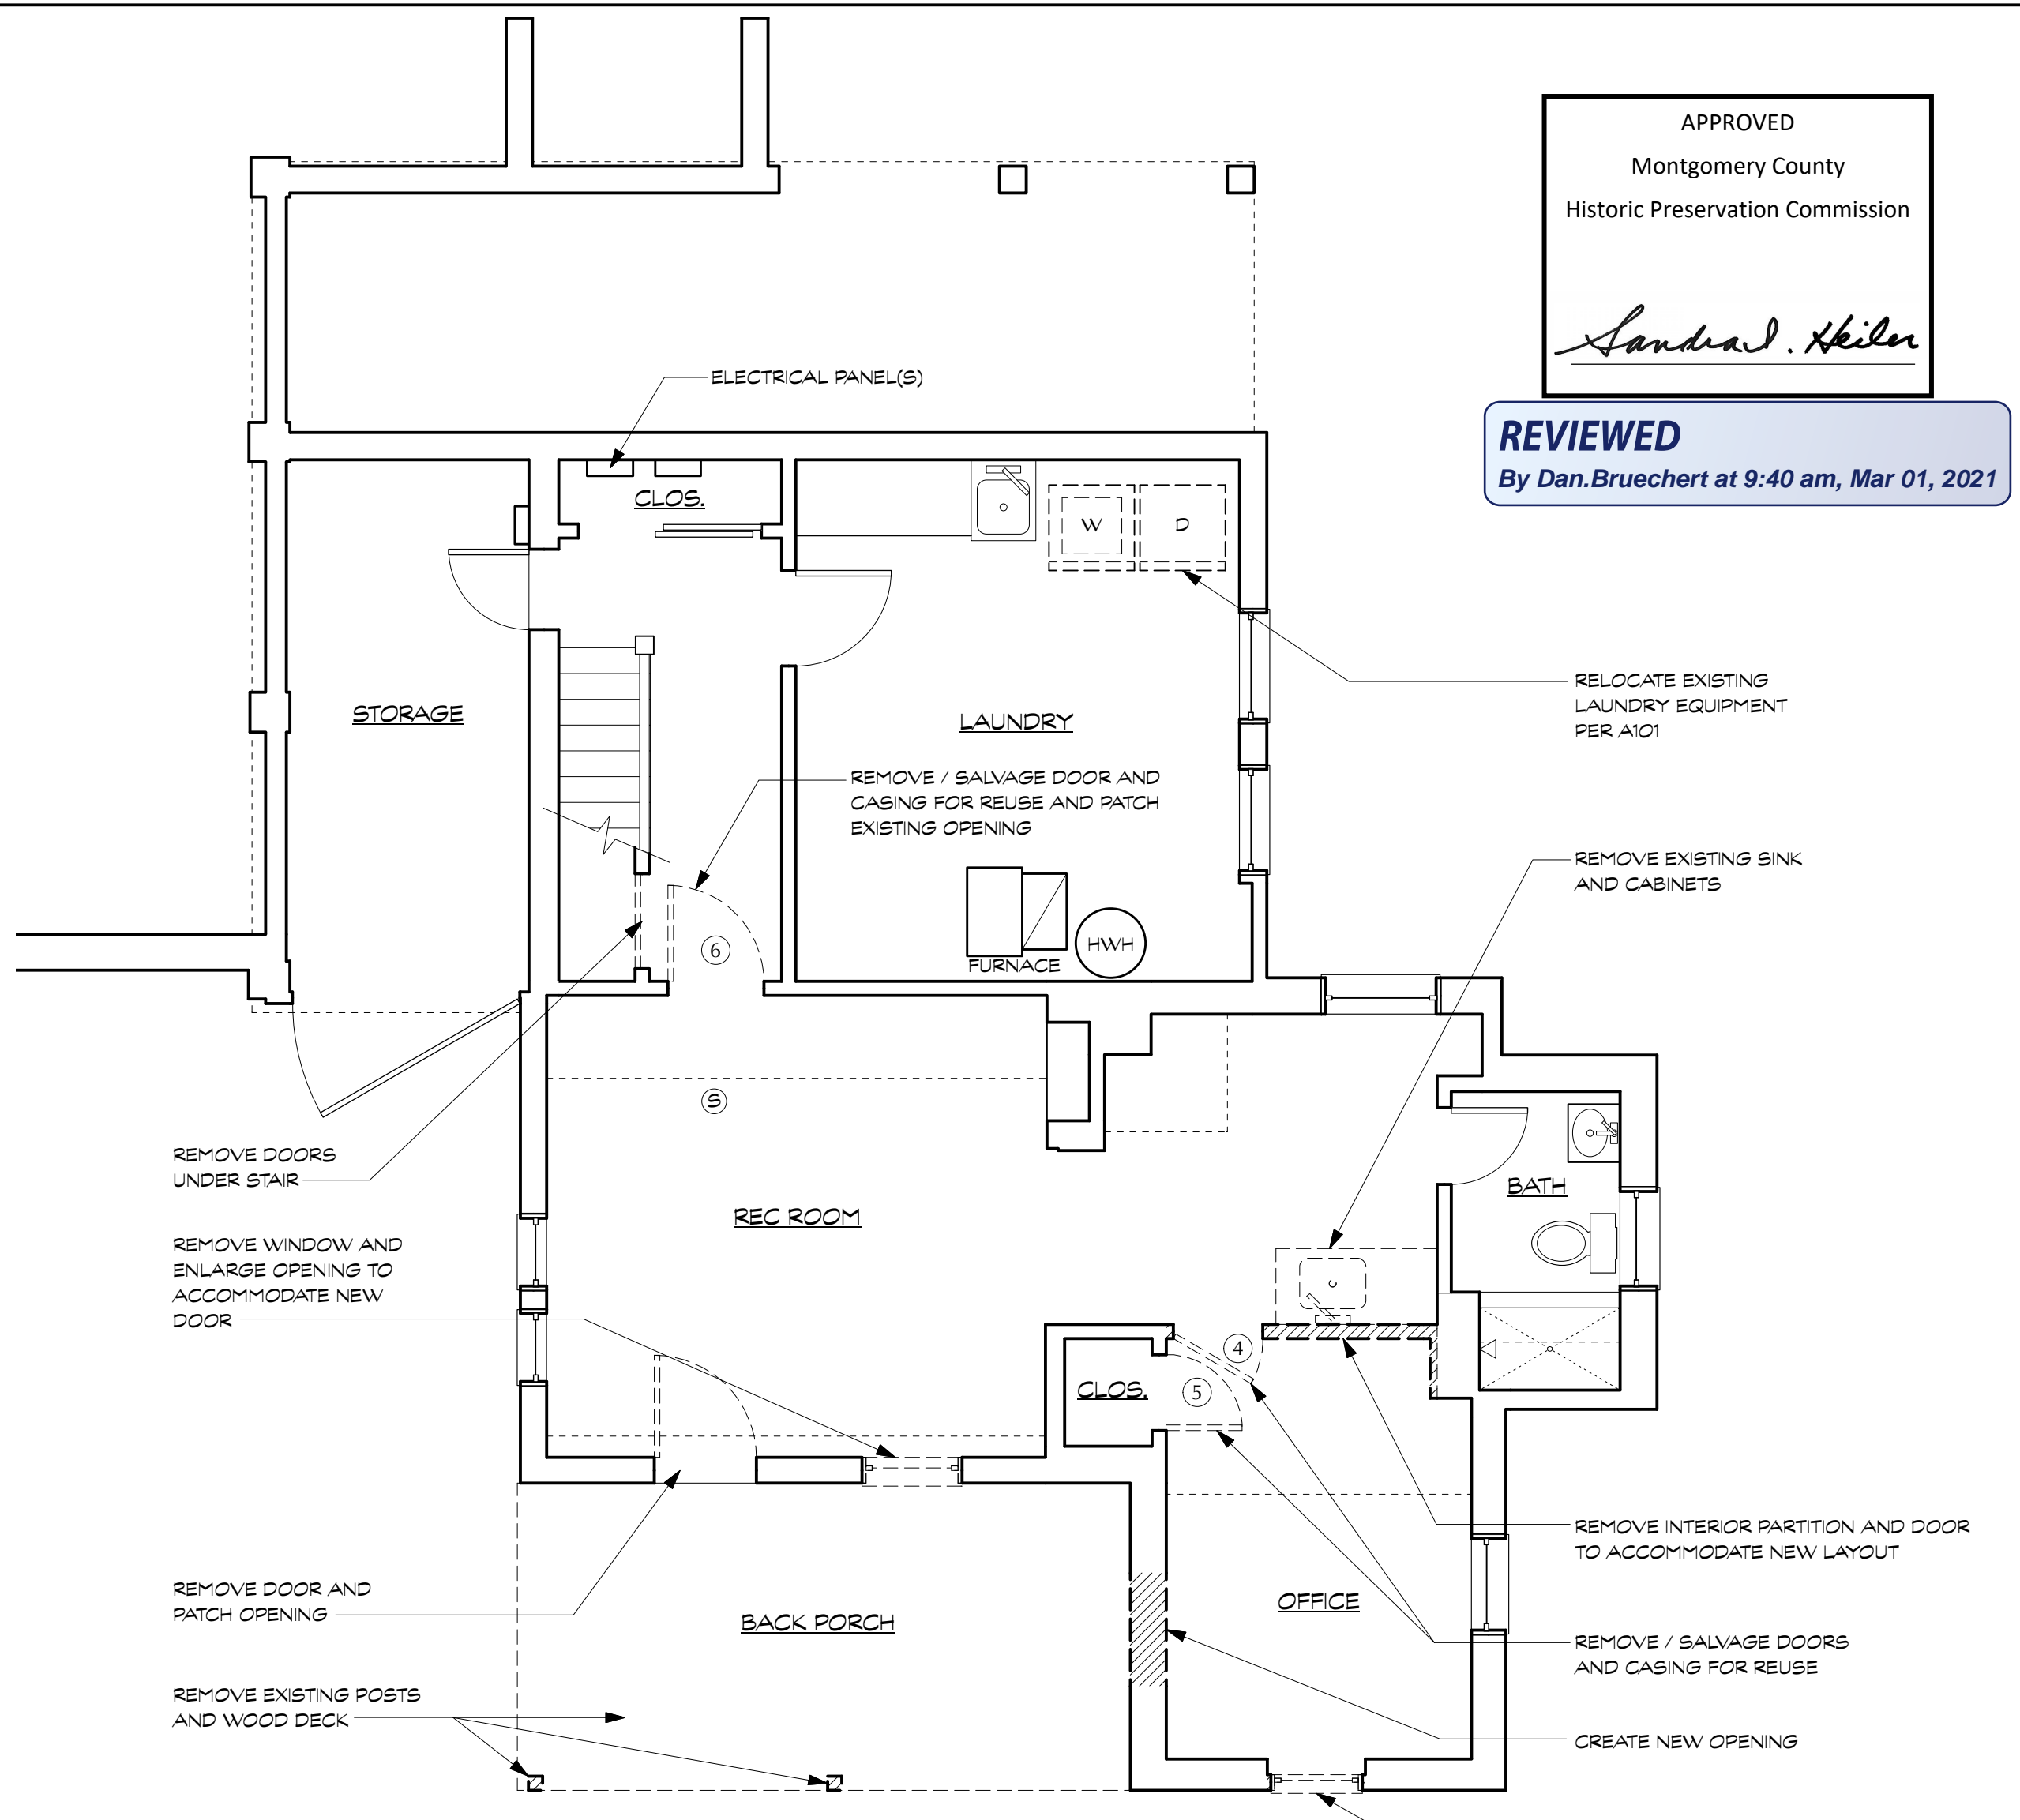 APPROVED
Montgomery County
Historic Preservation Commission
Sandra I. Heiler
REVIEWED
By Dan.Bruechert at 9:40 am, Mar 01, 2021
ELECTRICAL PANEL(S)
CLOS.
W
D
RELOCATE EXISTING
LAUNDRY EQUIPMENT
PER A101
STORAGE
LAUNDRY
REMOVE / SALVAGE DOOR AND
CASING FOR REUSE AND PATCH
EXISTING OPENING
REMOVE EXISTING SINK
AND CABINETS
6
HWH
FURNACE
S
REMOVE DOORS
UNDER STAIR
BATH
REC ROOM
REMOVE WINDOW AND
ENLARGE OPENING TO
ACCOMMODATE NEW
DOOR
4
CLOS.
5
REMOVE INTERIOR PARTITION AND DOOR
TO ACCOMMODATE NEW LAYOUT
REMOVE DOOR AND
PATCH OPENING
BACK PORCH
OFFICE
REMOVE / SALVAGE DOORS
AND CASING FOR REUSE
REMOVE EXISTING POSTS
AND WOOD DECK
CREATE NEW OPENING